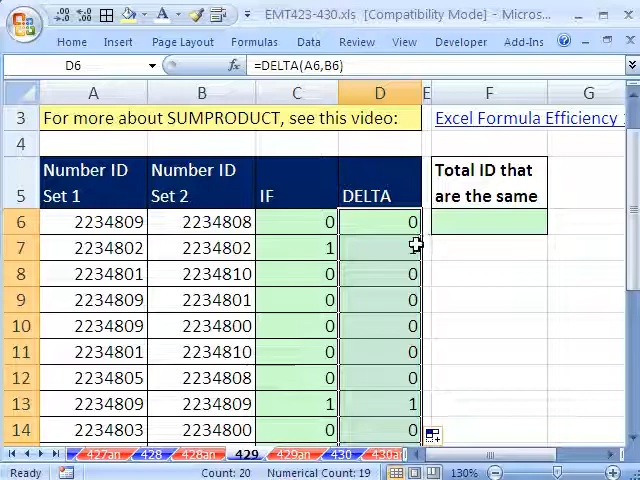 EMT423-430.xls [Compatibility Mode] - Micros...
Home Insert Page Layout Formulas Data Review View Developer Add-Ins
D6 fx =DELTA(A6,B6)
A B C D E F G
3 For more about SUMPRODUCT, see this video: Excel Formula Efficiency
4
Number ID Number ID Total ID that
5 Set 1 Set 2 IF DELTA are the same
6 2234809 2234808 0 0
7 2234802 2234802 1 1
8 2234801 2234810 0 0
9 2234809 2234801 0 0
10 2234809 2234800 0 0
11 2234801 2234810 0 0
12 2234805 2234808 0 0
13 2234809 2234809 1 1
14 2234803 2234800 0 0
427an 428 428an 429 429an 430 430an
Ready Count: 20 Numerical Count: 19 130%